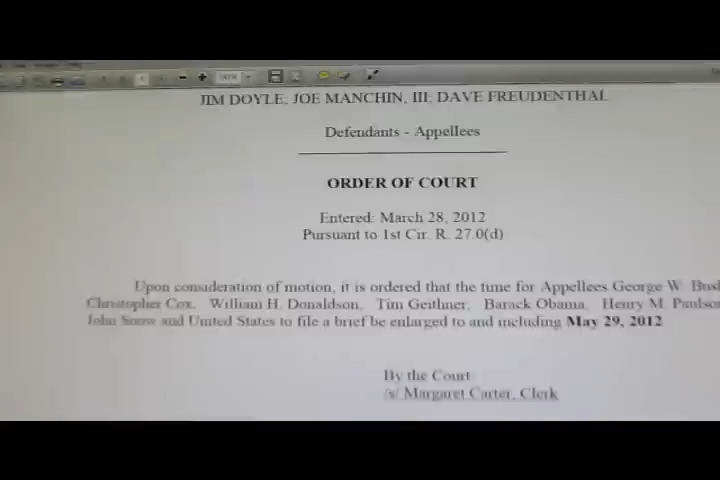 JIM DOYLE; JOE MANCHIN, III; DAVE FREUDENTHAL
Defendants - Appellees
ORDER OF COURT
Entered: March 28, 2012
Pursuant to 1st Cir. R. 27.0(d)
Upon consideration of motion, it is ordered that the time for Appellees George W. Bus
Christopher Cox, William H. Donaldson, Tim Geithner, Barack Obama, Henry M. Paulson
John Snow and United States to file a brief be enlarged to and including May 29, 2012
By the Court:
/s/ Margaret Carter, Clerk